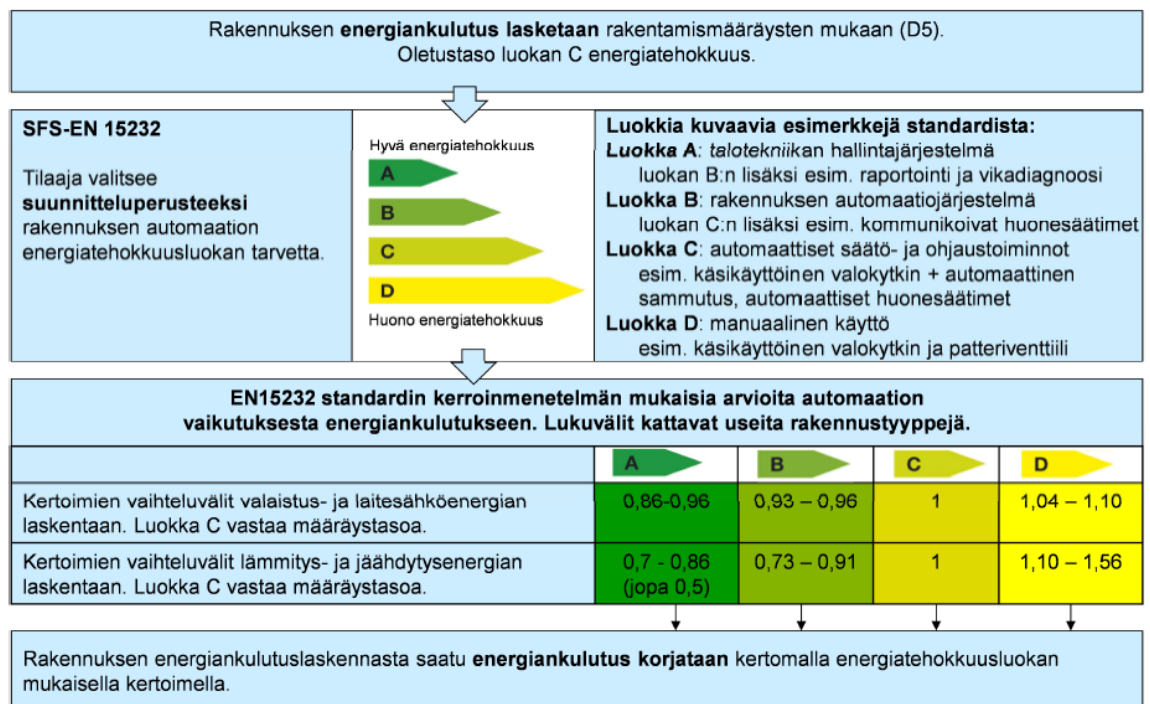 Rakennuksen energiankulutus lasketaan rakentamismääräysten mukaan (D5).
Oletustaso luokan C energiatehokkuus.
SFS-EN 15232
Tilaaja valitsee
suunnitteluperusteeksi
rakennuksen automaation
energiatehokkuusluokan tarvetta.
Hyvä energiatehokkuus
A
B
C
D
Huono energiatehokkuus
Luokkia kuvaavia esimerkkejä standardista:
Luokka A: talotekniikan hallintajärjestelmä
luokan B:n lisäksi esim. raportointi ja vikadiagnoosi
Luokka B: rakennuksen automaatiojärjestelmä
luokan C:n lisäksi esim. kommunikoivat huonesäätimet
Luokka C: automaattiset säätö- ja ohjaustoiminnot
esim. käsikäyttöinen valokytkin + automaattinen
sammutus, automaattiset huonesäätimet
Luokka D: manuaalinen käyttö
esim. käsikäyttöinen valokytkin ja patteriventtiili
EN15232 standardin kerroinmenetelmän mukaisia arvioita automaation
vaikutuksesta energiankulutukseen. Lukuvälit kattavat useita rakennustyyppejä.
A B C D
Kertoimien vaihteluvälit valaistus- ja laitesähköenergian
laskentaan. Luokka C vastaa määräystasoa.
0,86-0,96 0,93 – 0,96 1 1,04 – 1,10
Kertoimien vaihteluvälit lämmitys- ja jäähdytysenergian
laskentaan. Luokka C vastaa määräystasoa.
0,7 - 0,86 0,73 – 0,91 1 1,10 – 1,56
(jopa 0,5)
Rakennuksen energiankulutuslaskennasta saatu energiankulutus korjataan kertomalla energiatehokkuusluokan
mukaisella kertoimella.